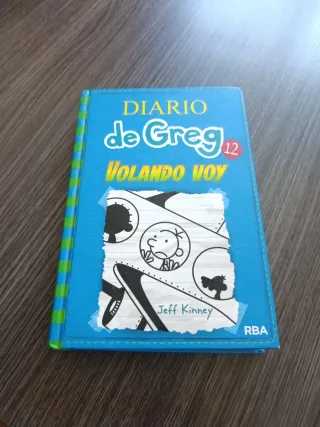 DIARIO
de Greg 12
VOLANDO VOY
Jeff Kinney
RBA